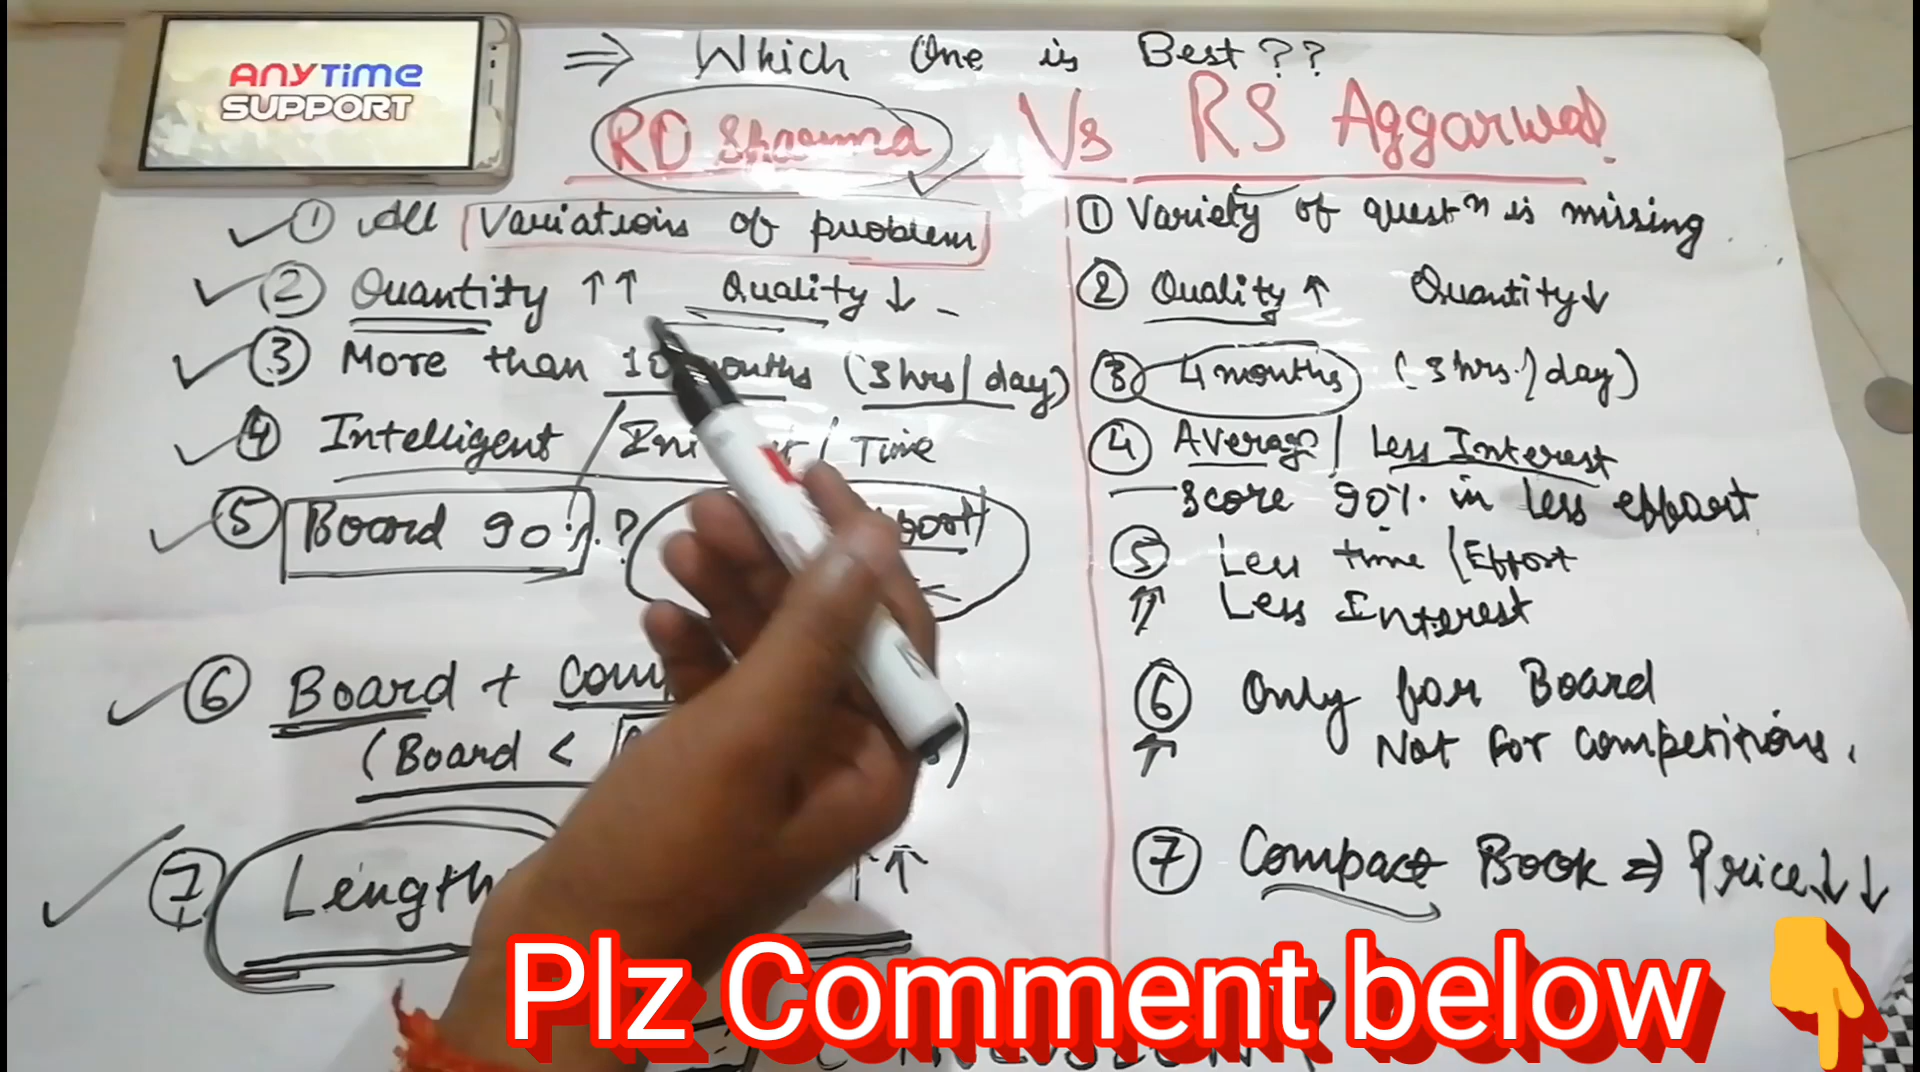 ANYTIME
SUPPORT
⇒ Which One is Best??
RD Sharma Vs RS Aggarwal
① All Variations of problem
② Quantity ↑↑ Quality ↓
③ More than 10 months (3hrs/day)
④ Intelligent / / Time
⑤ Board 90%?
⑥ Board +
(Board <
⑦ ↑
① Variety of questn is missing
② Quality ↑ Quantity ↓
③ 4 months (3 hrs./day)
④ Average / Less Interest
Score 90% in less effort
⑤ Less time / Effort
↑↑ Less Interest
⑥ Only for Board
↑ Not for competitions.
⑦ Compact Book ⇒ Price ↓↓
Plz Comment below 👇